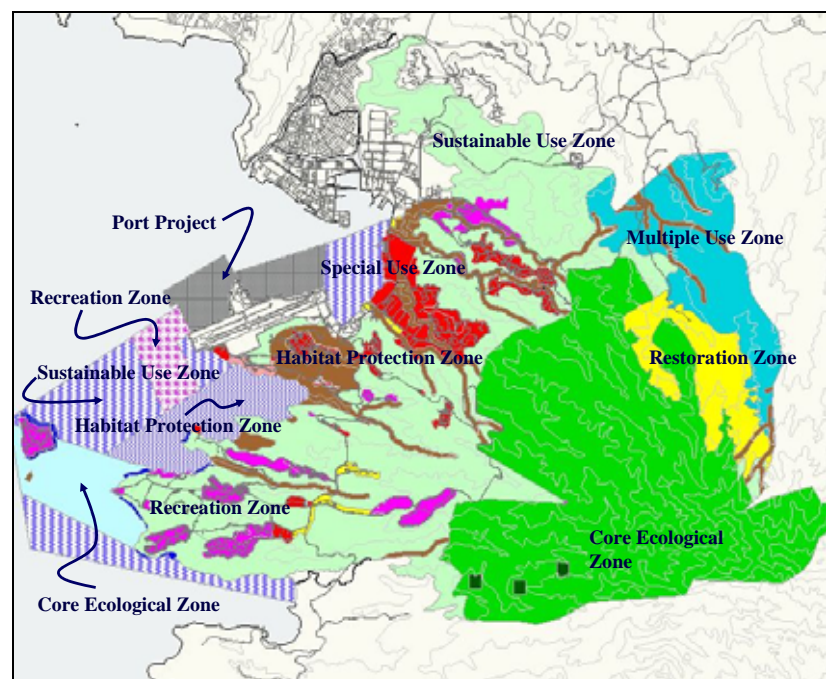 Sustainable Use Zone
Port Project
Multiple Use Zone
Special Use Zone
Recreation Zone
Habitat Protection Zone
Restoration Zone
Sustainable Use Zone
Habitat Protection Zone
Recreation Zone
Core Ecological
Zone
Core Ecological Zone